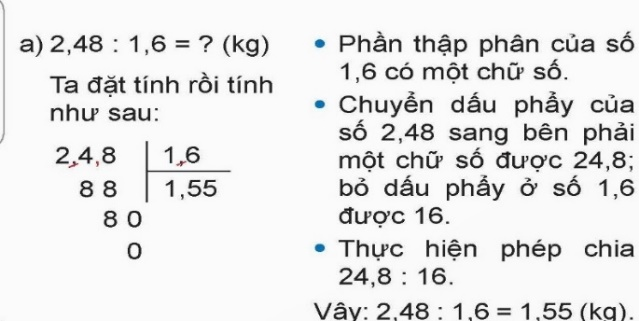 a) 2,48 : 1,6 = ? (kg)
Ta đặt tính rồi tính
như sau:
2,4,8 1,6
8 8 1,55
8 0
0
• Phần thập phân của số
1,6 có một chữ số.
• Chuyển dấu phẩy của
số 2,48 sang bên phải
một chữ số được 24,8;
bỏ dấu phẩy ở số 1,6
được 16.
• Thực hiện phép chia
24,8 : 16.
Vậy: 2,48 : 1,6 = 1,55 (kg).